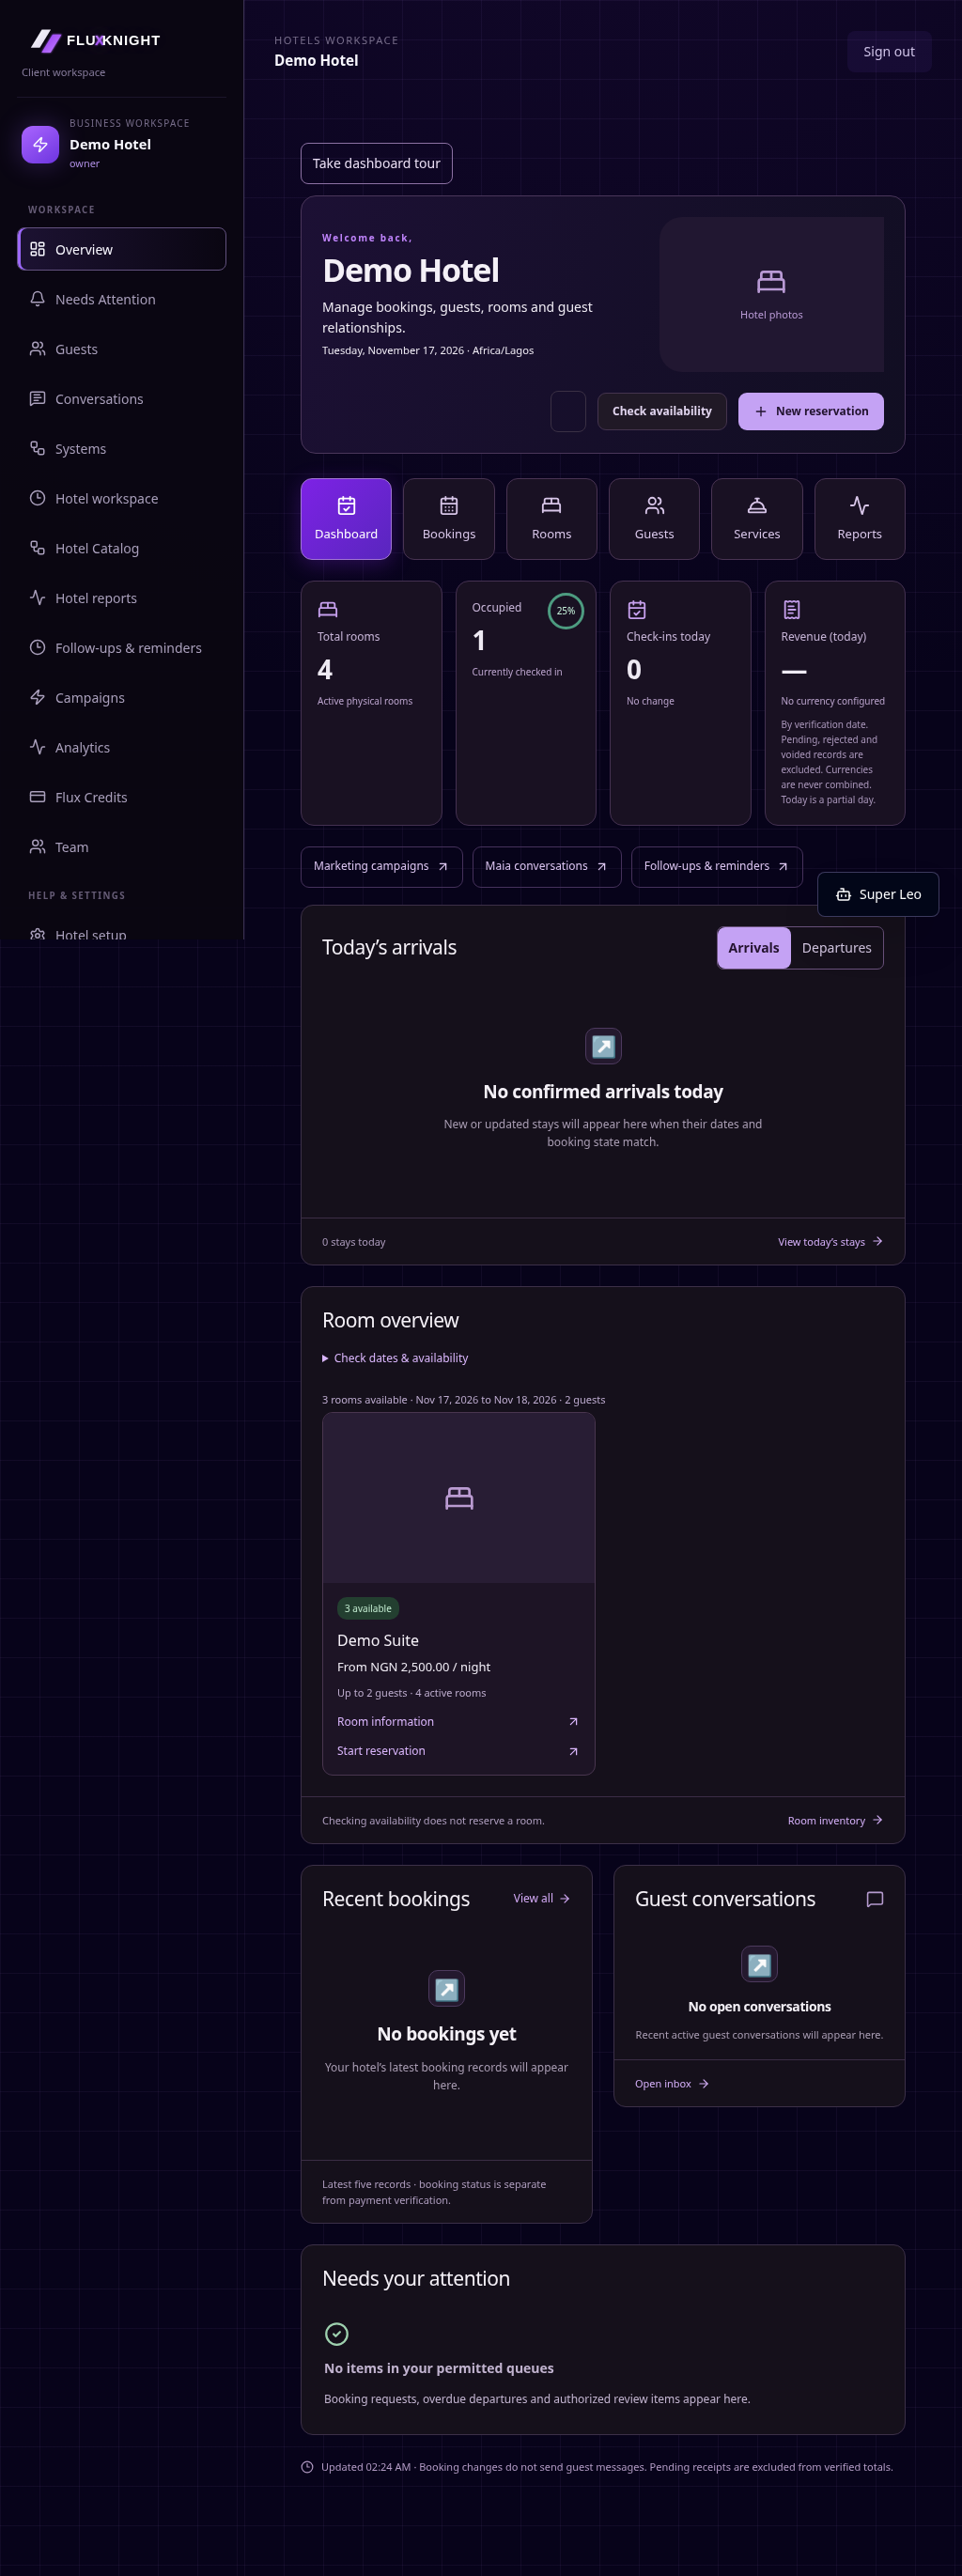 FLUXKNIGHT
Client workspace
BUSINESS WORKSPACE
Demo Hotel
owner
WORKSPACE
Overview
Needs Attention
Guests
Conversations
Systems
Hotel workspace
Hotel Catalog
Hotel reports
Follow-ups & reminders
Campaigns
Analytics
Flux Credits
Team
HELP & SETTINGS
Hotel setup
HOTELS WORKSPACE
Demo Hotel
Sign out
Take dashboard tour
Welcome back,
Demo Hotel
Manage bookings, guests, rooms and guest
relationships.
Tuesday, November 17, 2026 · Africa/Lagos
Hotel photos
Check availability
New reservation
Dashboard
Bookings
Rooms
Guests
Services
Reports
Total rooms
4
Active physical rooms
Occupied
25%
1
Currently checked in
Check-ins today
0
No change
Revenue (today)
—
No currency configured
By verification date.
Pending, rejected and
voided records are
excluded. Currencies
are never combined.
Today is a partial day.
Marketing campaigns
Maia conversations
Follow-ups & reminders
Super Leo
Today’s arrivals
Arrivals
Departures
No confirmed arrivals today
New or updated stays will appear here when their dates and
booking state match.
0 stays today
View today’s stays
Room overview
Check dates & availability
3 rooms available · Nov 17, 2026 to Nov 18, 2026 · 2 guests
3 available
Demo Suite
From NGN 2,500.00 / night
Up to 2 guests · 4 active rooms
Room information
Start reservation
Checking availability does not reserve a room.
Room inventory
Recent bookings
View all
No bookings yet
Your hotel’s latest booking records will appear
here.
Latest five records · booking status is separate
from payment verification.
Guest conversations
No open conversations
Recent active guest conversations will appear here.
Open inbox
Needs your attention
No items in your permitted queues
Booking requests, overdue departures and authorized review items appear here.
Updated 02:24 AM · Booking changes do not send guest messages. Pending receipts are excluded from verified totals.